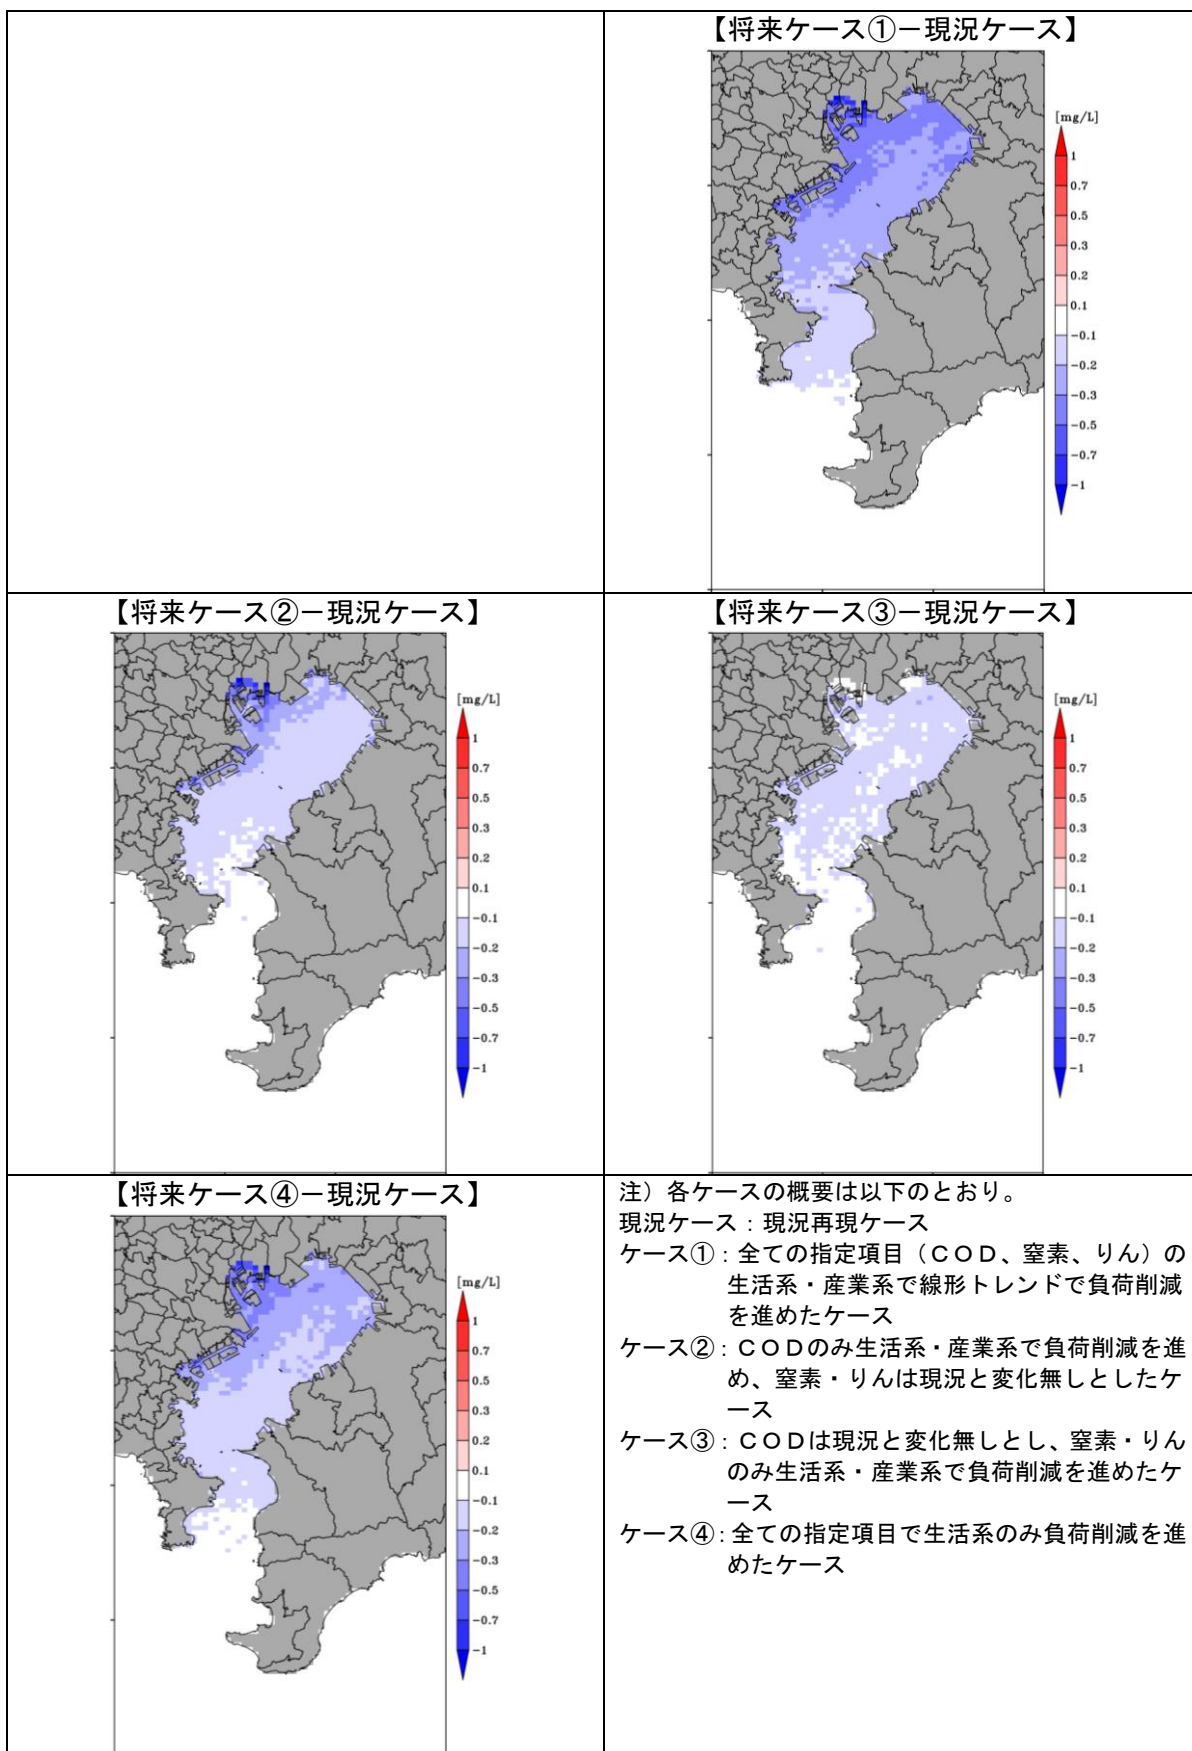 【将来ケース①－現況ケース】
[mg/L]
1
0.7
0.5
0.3
0.2
0.1
-0.1
-0.2
-0.3
-0.5
-0.7
-1
【将来ケース②－現況ケース】
[mg/L]
1
0.7
0.5
0.3
0.2
0.1
-0.1
-0.2
-0.3
-0.5
-0.7
-1
【将来ケース③－現況ケース】
[mg/L]
1
0.7
0.5
0.3
0.2
0.1
-0.1
-0.2
-0.3
-0.5
-0.7
-1
【将来ケース④－現況ケース】
[mg/L]
1
0.7
0.5
0.3
0.2
0.1
-0.1
-0.2
-0.3
-0.5
-0.7
-1
注）各ケースの概要は以下のとおり。
現況ケース：現況再現ケース
ケース①：全ての指定項目（ＣＯＤ、窒素、りん）の
生活系・産業系で線形トレンドで負荷削減
を進めたケース
ケース②：ＣＯＤのみ生活系・産業系で負荷削減を進
め、窒素・りんは現況と変化無しとしたケ
ース
ケース③：ＣＯＤは現況と変化無しとし、窒素・りん
のみ生活系・産業系で負荷削減を進めたケ
ース
ケース④：全ての指定項目で生活系のみ負荷削減を進
めたケース